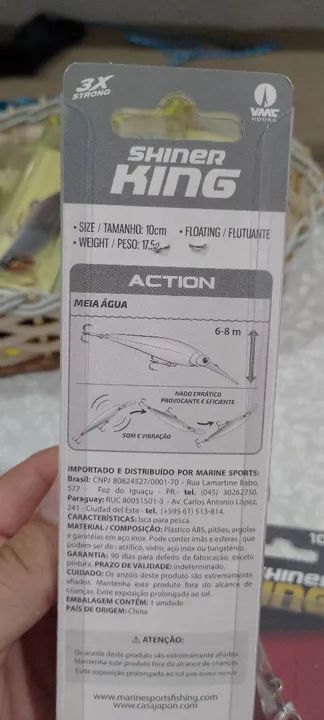 3X
STRONG
VMC
HOOKS
SHINER
KING
• SIZE / TAMANHO: 10cm
• FLOATING / FLUTUANTE
• WEIGHT / PESO: 17.5g
ACTION
MEIA ÁGUA
6-8 m
NADO ERRÁTICO
PROVOCANTE E EFICIENTE
SOM E VIBRAÇÃO
IMPORTADO E DISTRIBUÍDO POR MARINE SPORTS:
Brasil: CNPJ 80824527/0001-70 - Rua Lamartine Babo,
577 - Foz do Iguaçu - PR - tel. (045) 30262750.
Paraguay: RUC 80051501-3 - Av. Carlos Antonio López,
241 - Ciudad del Este - tel. (+595 61) 513-814.
CARACTERÍSTICAS: Isca para pesca.
MATERIAL / COMPOSIÇÃO: Plástico ABS, pitões, argolas
e garatéias em aço inox. Pode conter ímãs e esferas
podem ser de: acrílico, vidro, aço inox ou tungstênio.
GARANTIA: 90 dias para defeito de fabricação, exceto
pintura. PRAZO DE VALIDADE: indeterminado.
CUIDADO: Os anzóis deste produto são extremamente
afiados. Mantenha este produto fora do alcance de
crianças. Evite exposição prolongada ao sol.
EMBALAGEM CONTÉM: 1 unidade
PAÍS DE ORIGEM: China
⚠ ATENÇÃO:
Os anzóis deste produto são extremamente afiados.
Mantenha este produto fora do alcance de crianças.
Evite exposição prolongada ao sol
www.marinesportsfishing.com
www.casajapon.com
SHINER
KING